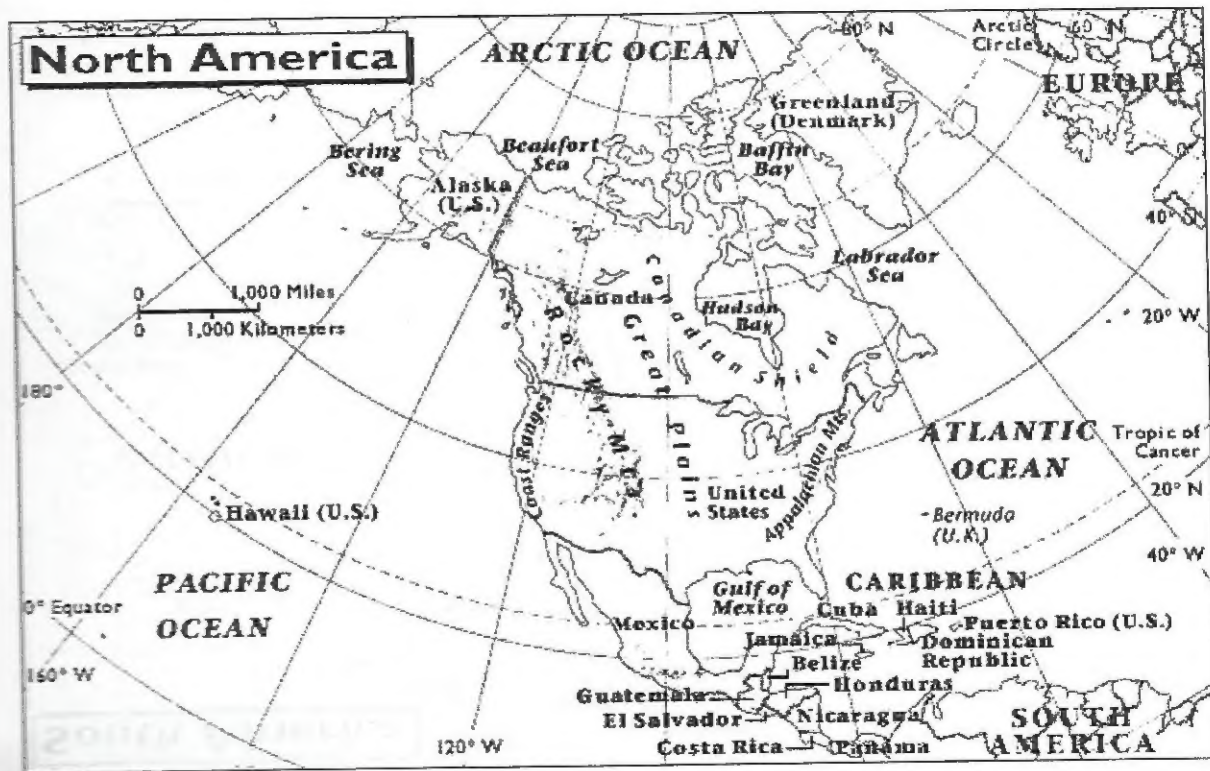 North America
ARCTIC OCEAN
80° N
Arctic
Circle
60 N
EUROPE
Greenland
(Denmark)
Bering
Sea
Beaufort
Sea
Baffin
Bay
Alaska
(U.S.)
0°
40° N
Labrador
Sea
0 1,000 Miles
0 1,000 Kilometers
Canada
Hudson
Bay
Canadian Shield
Rocky Mts
Great Plains
20° W
180°
Coast Ranges
Appalachian Mts.
ATLANTIC
OCEAN
Tropic of
Cancer
United
States
20° N
Hawaii (U.S.)
Bermuda
(U.K.)
40° W
PACIFIC
OCEAN
0° Equator
Gulf of
Mexico
CARIBBEAN
Mexico
Cuba
Haiti
Puerto Rico (U.S.)
Jamaica
Dominican
Republic
Belize
160° W
Guatemala
Honduras
El Salvador
Nicaragua
SOUTH
AMERICA
120° W
Costa Rica
Panama
South America